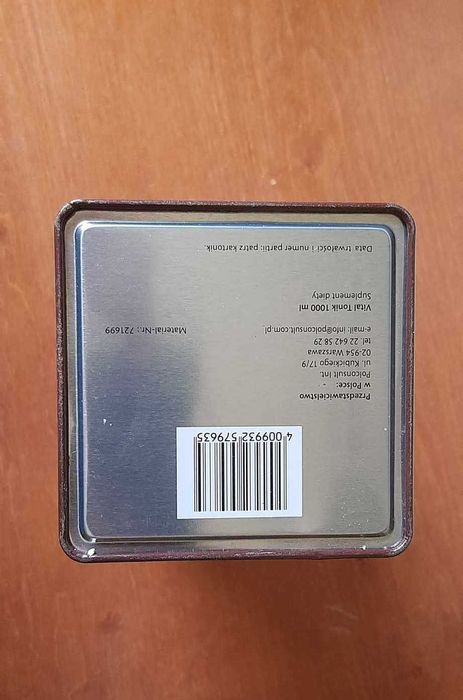 4 009932 579635
Przedstawicielstwo
w Polsce: -
Polconsult Int.
ul. Kubickiego 17/9
02-954 Warszawa
tel. 22 642 58 29
e-mail: info@polconsult.com.pl
Material-Nr.: 721699
Vital Tonik 1000 ml
Suplement diety
Data trwałości i numer partii: patrz kartonik.